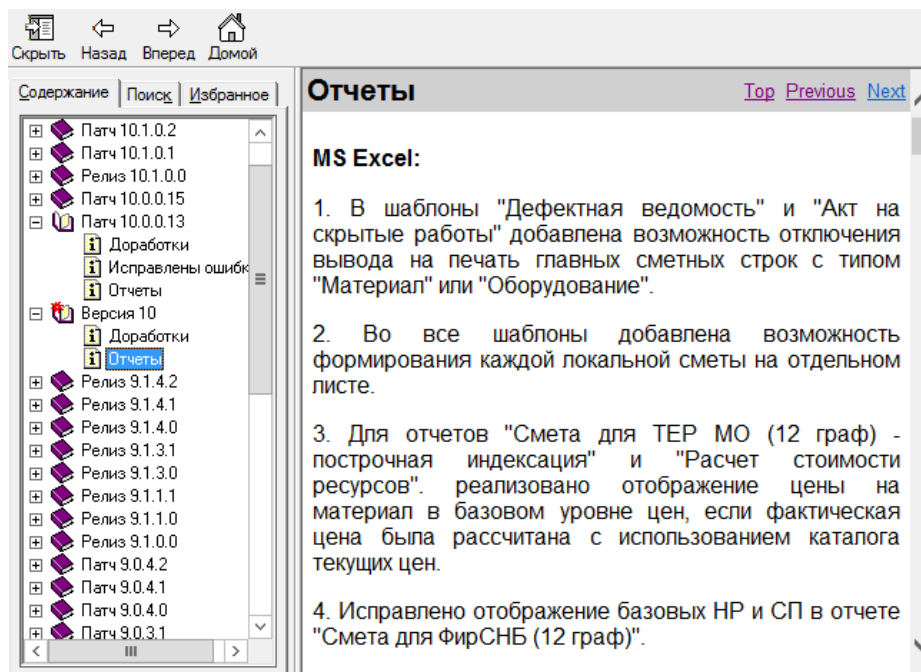 Скрыть Назад Вперед Домой
Содержание Поиск Избранное
Патч 10.1.0.2
Патч 10.1.0.1
Релиз 10.1.0.0
Патч 10.0.0.15
Патч 10.0.0.13
Доработки
Исправлены ошибк
Отчеты
Версия 10
Доработки
Отчеты
Релиз 9.1.4.2
Релиз 9.1.4.1
Релиз 9.1.4.0
Релиз 9.1.3.1
Релиз 9.1.3.0
Релиз 9.1.1.1
Релиз 9.1.1.0
Релиз 9.1.0.0
Патч 9.0.4.2
Патч 9.0.4.1
Патч 9.0.4.0
Патч 9.0.3.1
Отчеты Top Previous Next
MS Excel:
1. В шаблоны "Дефектная ведомость" и "Акт на
скрытые работы" добавлена возможность отключения
вывода на печать главных сметных строк с типом
"Материал" или "Оборудование".
2. Во все шаблоны добавлена возможность
формирования каждой локальной сметы на отдельном
листе.
3. Для отчетов "Смета для ТЕР МО (12 граф) -
построчная индексация" и "Расчет стоимости
ресурсов". реализовано отображение цены на
материал в базовом уровне цен, если фактическая
цена была рассчитана с использованием каталога
текущих цен.
4. Исправлено отображение базовых НР и СП в отчете
"Смета для ФирСНБ (12 граф)".